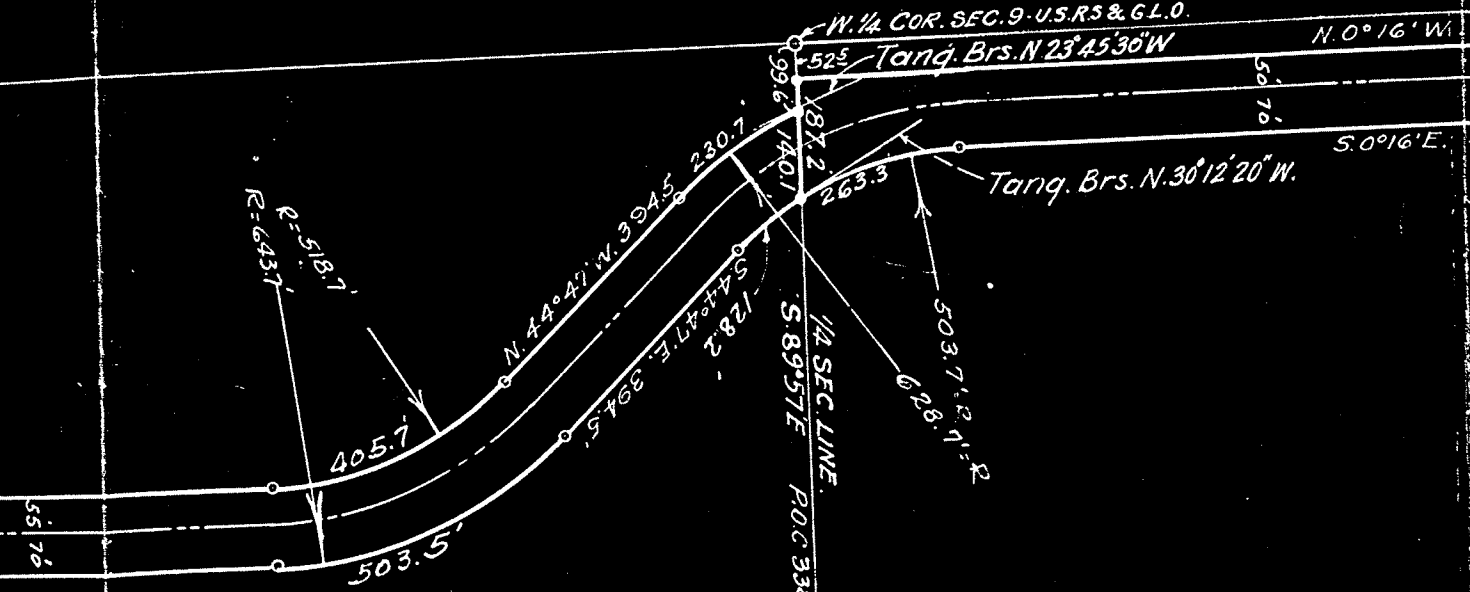 W. 1/4 COR. SEC. 9 - U.S.R.S & G.L.O.
N. 0° 16' W.
52⁵
Tang. Brs. N 23° 45' 30" W
99.6
187.2
140.1
50' 70'
S. 0° 16' E.
230.7
263.3
Tang. Brs. N. 30° 12' 20" W.
R = 643.7'
R = 518.7'
N. 44° 47' W. 394.5'
S. 44° 47' E. 394.5'
128.2'
1/4 SEC. LINE.
S. 89° 57' E
503.7' = R
628.7' = R
405.7'
503.5'
55' 70'
P.O.C 33